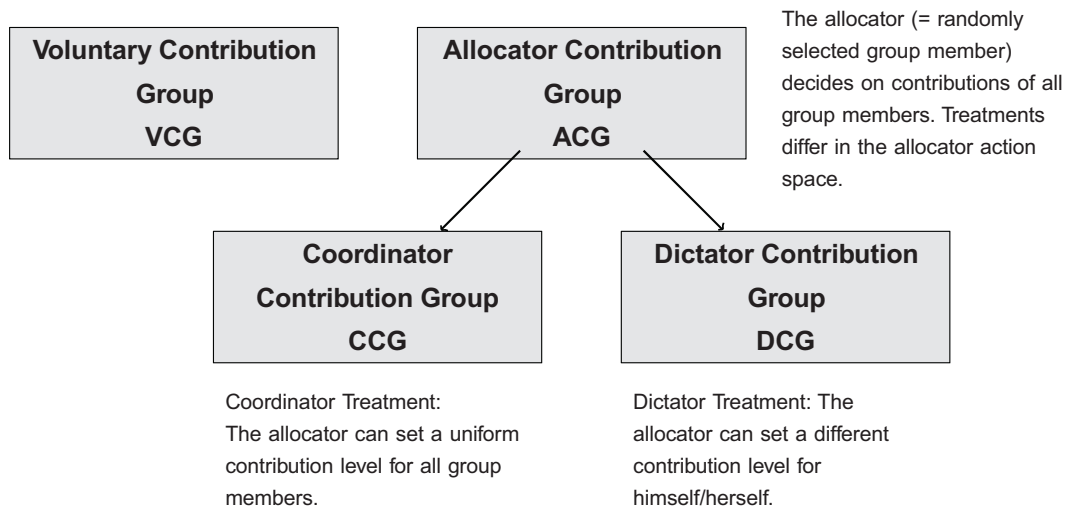 Voluntary Contribution
Group
VCG
Allocator Contribution
Group
ACG
The allocator (= randomly
selected group member)
decides on contributions of all
group members. Treatments
differ in the allocator action
space.
Coordinator
Contribution Group
CCG
Dictator Contribution
Group
DCG
Coordinator Treatment:
The allocator can set a uniform
contribution level for all group
members.
Dictator Treatment: The
allocator can set a different
contribution level for
himself/herself.